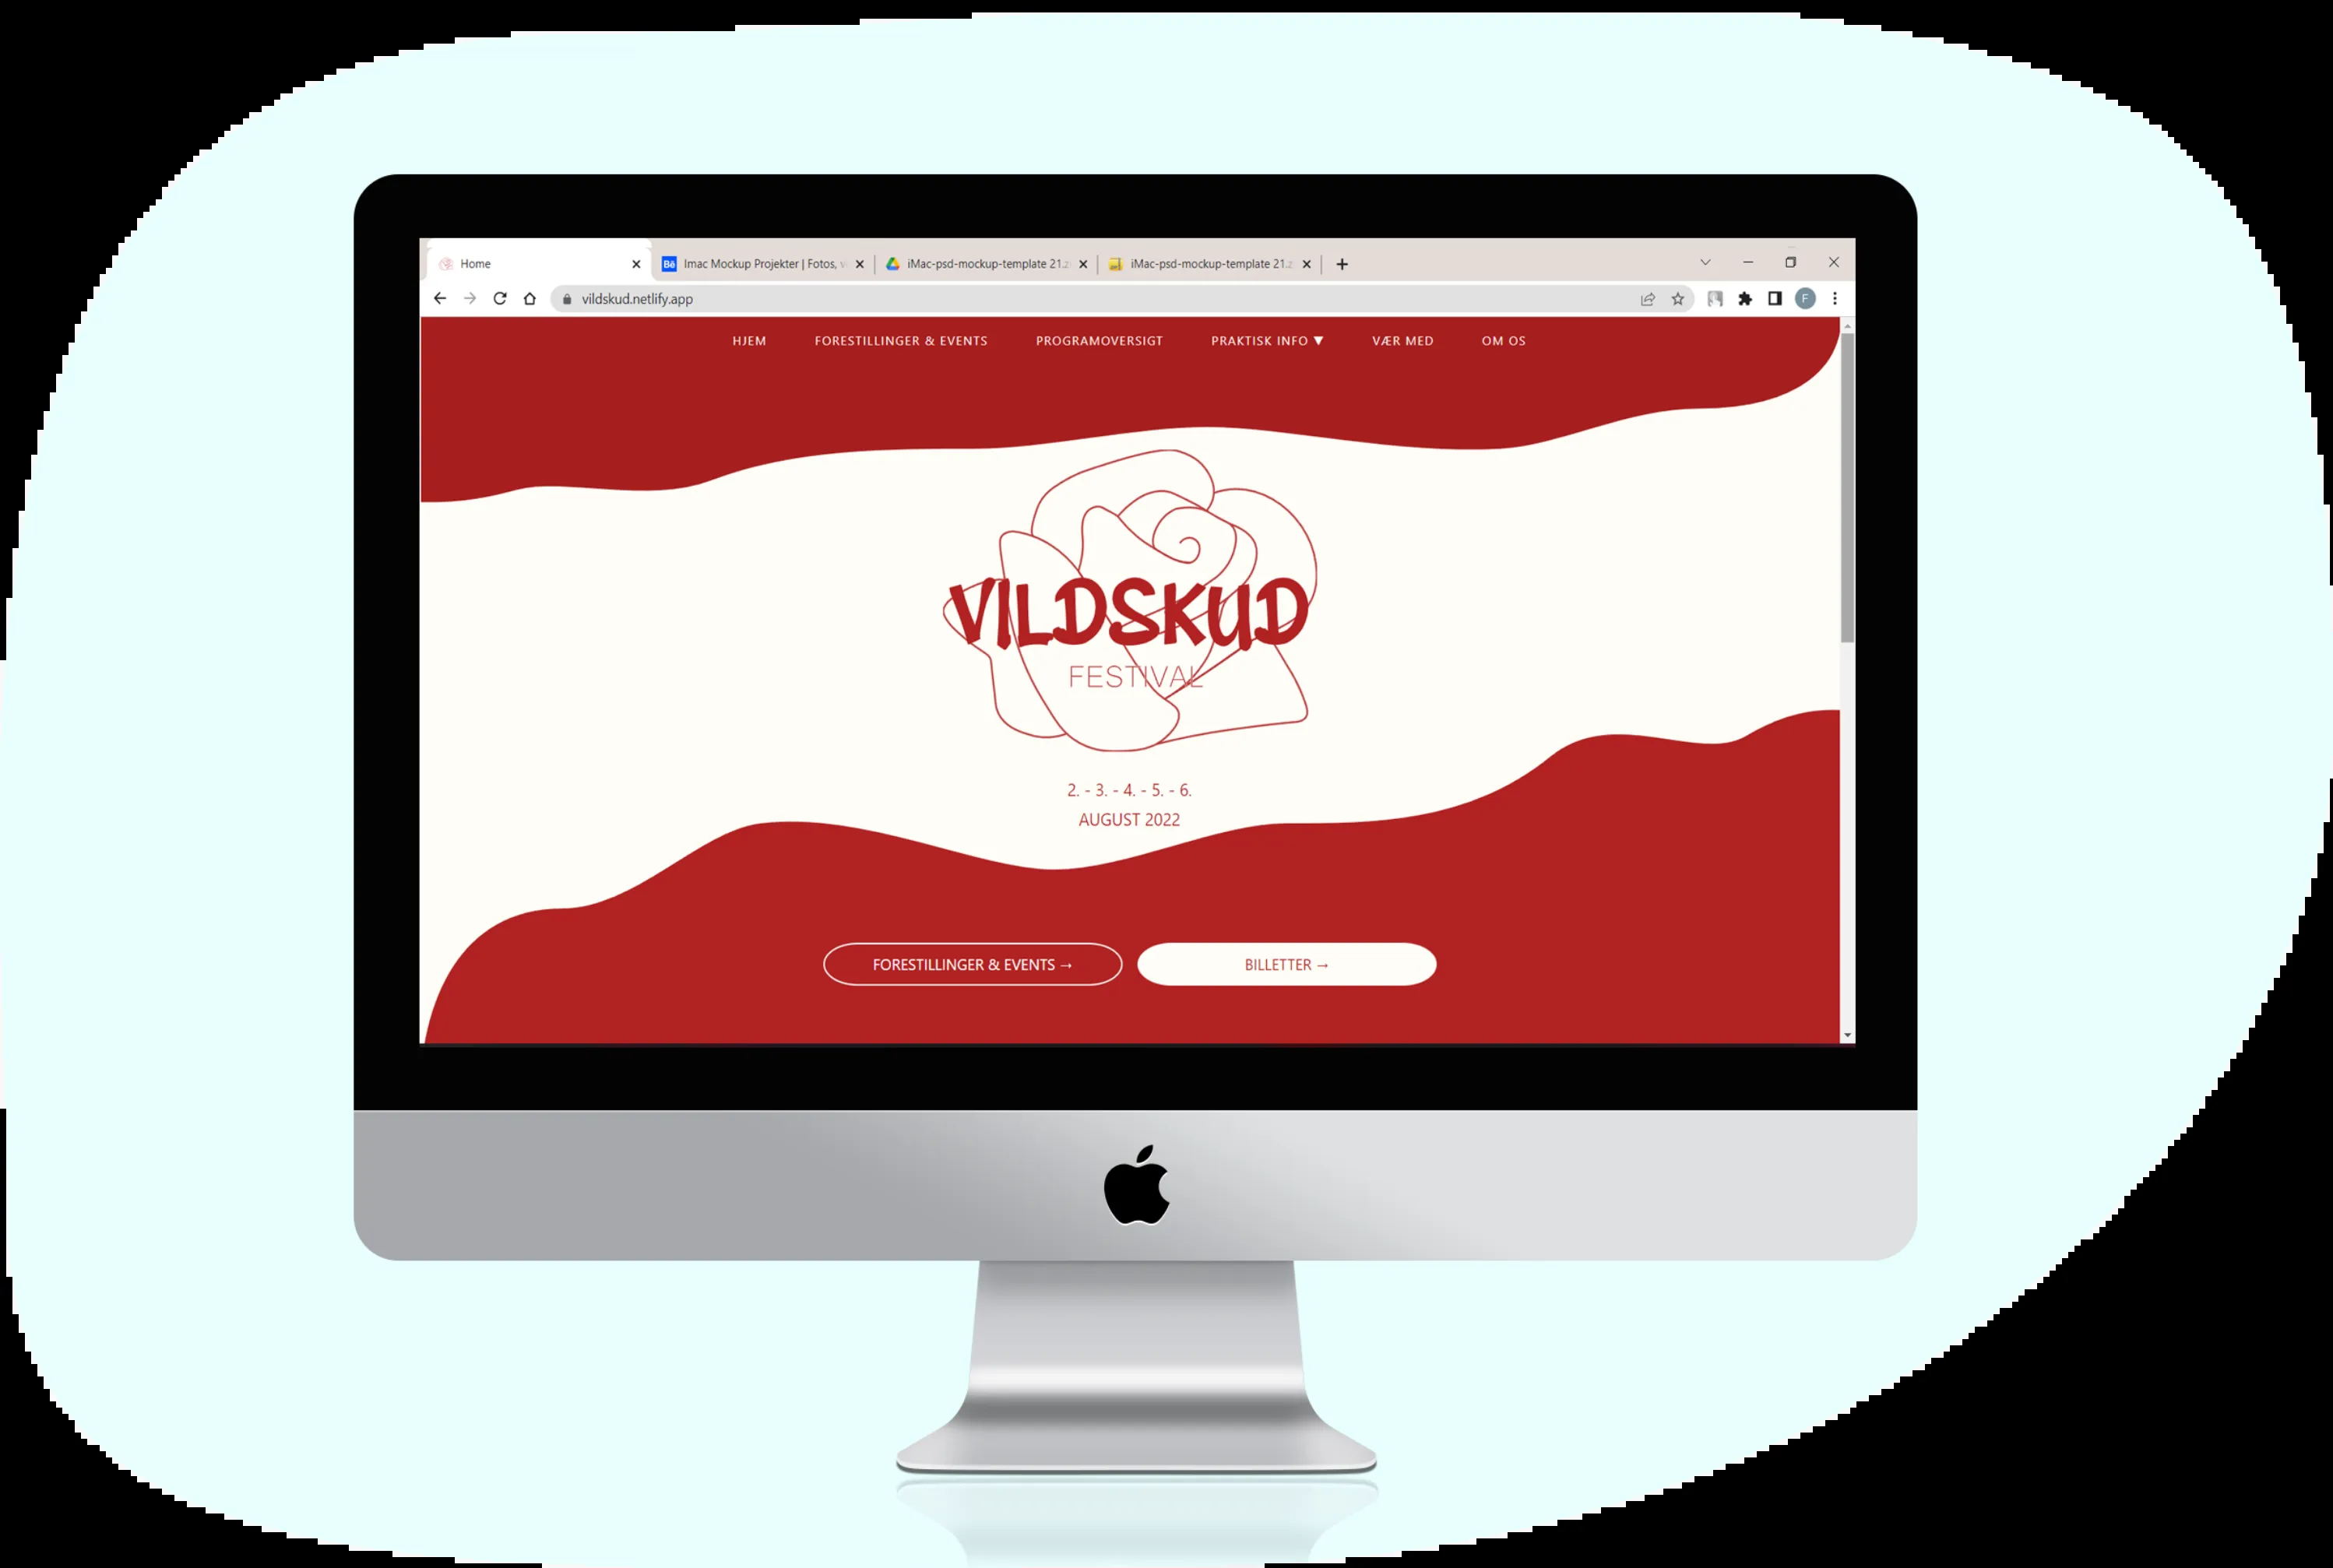 Home
Imac Mockup Projekter | Fotos, v
iMac-psd-mockup-template 21.z
iMac-psd-mockup-template 21.z
vildskud.netlify.app
F
HJEM FORESTILLINGER & EVENTS PROGRAMOVERSIGT PRAKTISK INFO ▼ VÆR MED OM OS
VILDSKUD
FESTIVAL
2. - 3. - 4. - 5. - 6.
AUGUST 2022
FORESTILLINGER & EVENTS →
BILLETTER →